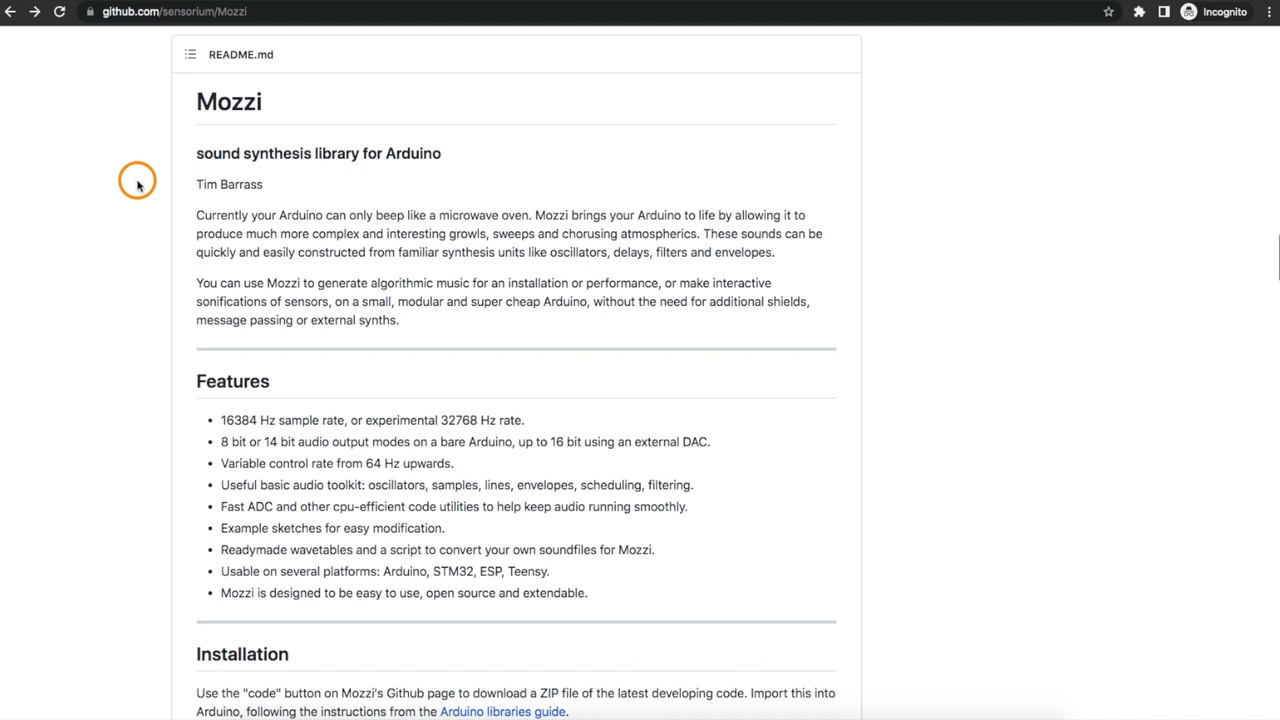 github.com/sensorium/Mozzi
Incognito
README.md
Mozzi
sound synthesis library for Arduino
Tim Barrass
Currently your Arduino can only beep like a microwave oven. Mozzi brings your Arduino to life by allowing it to
produce much more complex and interesting growls, sweeps and chorusing atmospherics. These sounds can be
quickly and easily constructed from familiar synthesis units like oscillators, delays, filters and envelopes.
You can use Mozzi to generate algorithmic music for an installation or performance, or make interactive
sonifications of sensors, on a small, modular and super cheap Arduino, without the need for additional shields,
message passing or external synths.
Features
• 16384 Hz sample rate, or experimental 32768 Hz rate.
• 8 bit or 14 bit audio output modes on a bare Arduino, up to 16 bit using an external DAC.
• Variable control rate from 64 Hz upwards.
• Useful basic audio toolkit: oscillators, samples, lines, envelopes, scheduling, filtering.
• Fast ADC and other cpu-efficient code utilities to help keep audio running smoothly.
• Example sketches for easy modification.
• Readymade wavetables and a script to convert your own soundfiles for Mozzi.
• Usable on several platforms: Arduino, STM32, ESP, Teensy.
• Mozzi is designed to be easy to use, open source and extendable.
Installation
Use the "code" button on Mozzi's Github page to download a ZIP file of the latest developing code. Import this into
Arduino, following the instructions from the Arduino libraries guide.